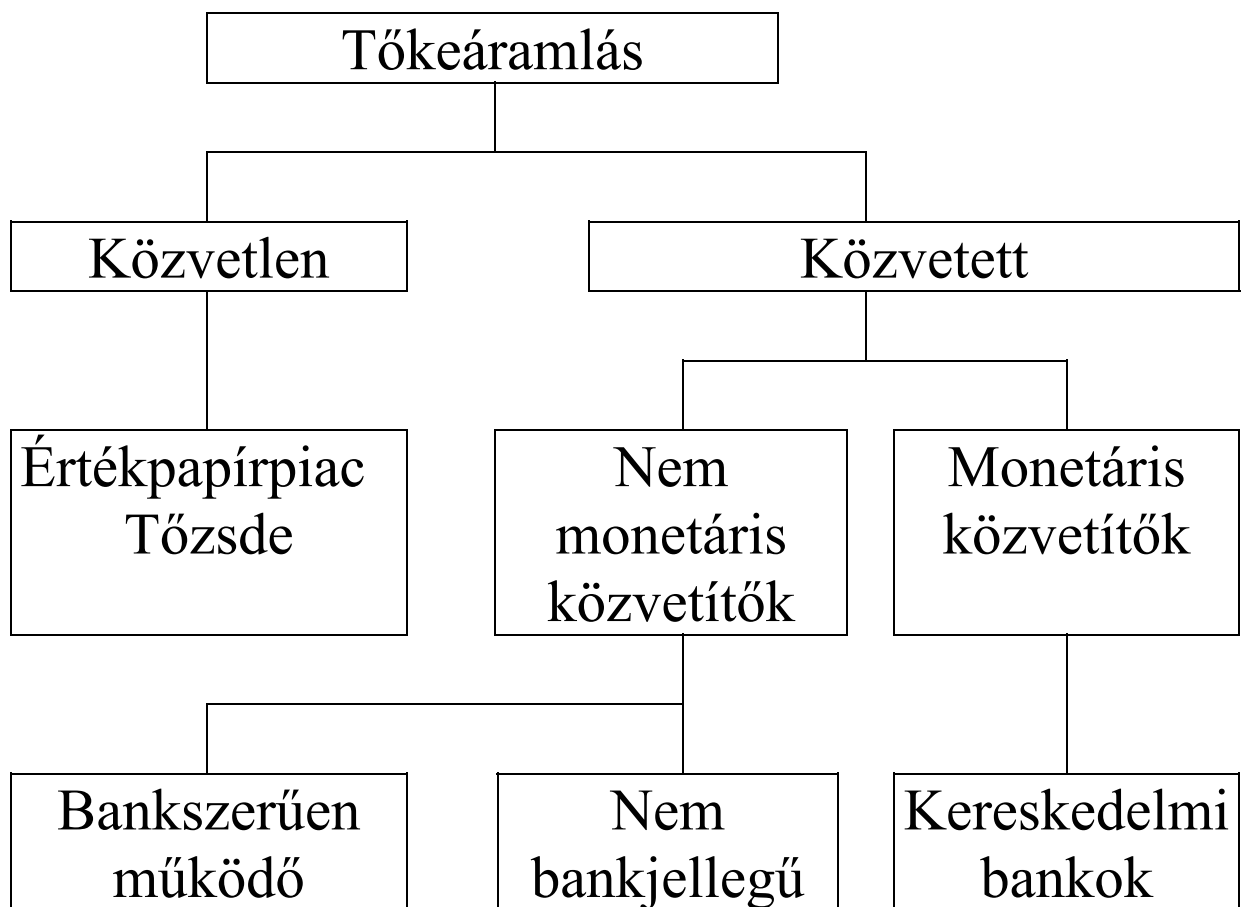 Tőkeáramlás
Közvetlen
Közvetett
Értékpapírpiac
Tőzsde
Nem
monetáris
közvetítők
Monetáris
közvetítők
Bankszerűen
működő
Nem
bankjellegű
Kereskedelmi
bankok